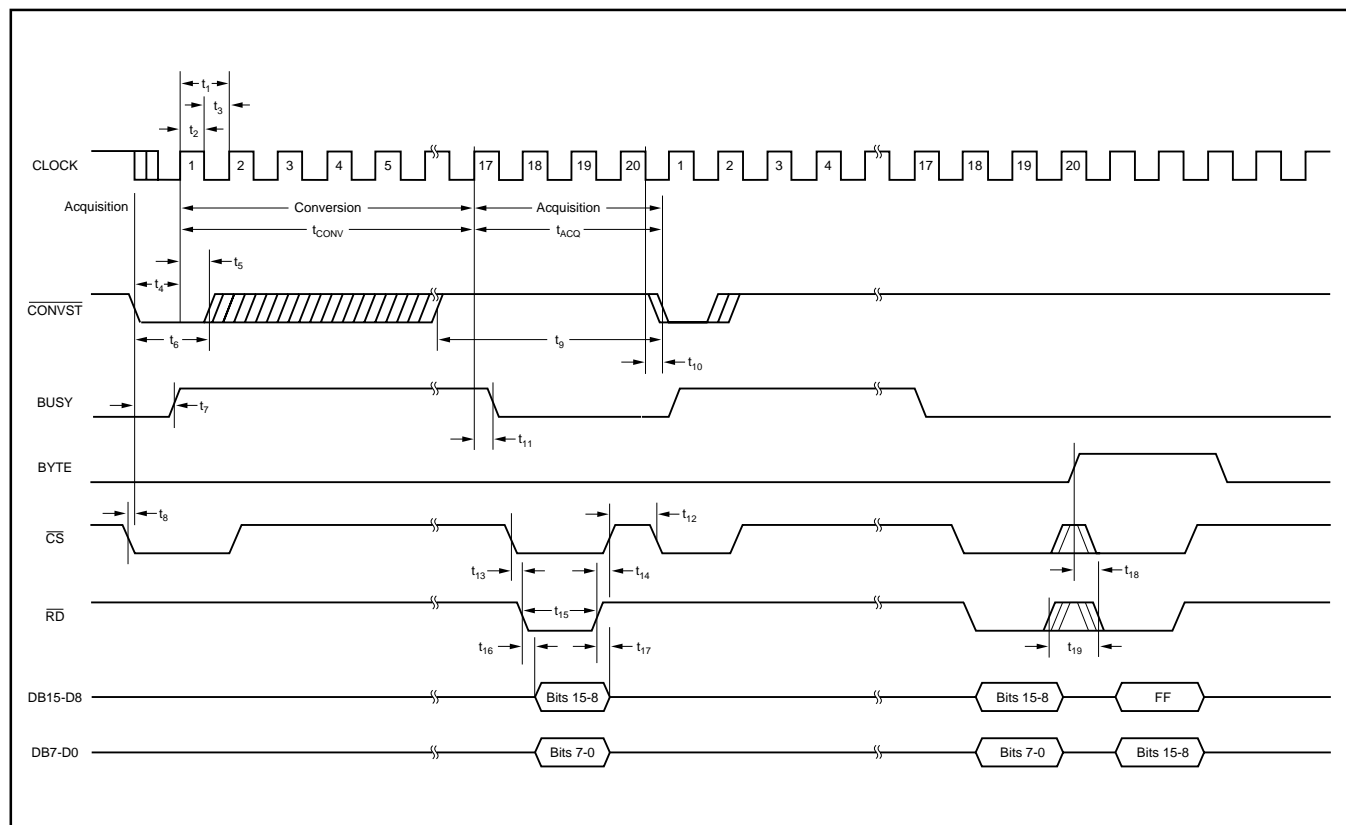 t1
t3
t2
CLOCK 1 2 3 4 5 17 18 19 20 1 2 3 4 17 18 19 20
Acquisition Conversion Acquisition
tCONV tACQ
t5
t4
CONVST
t6 t9
t10
BUSY t7
t11
BYTE
t8 t12
CS
t13 t14 t18
RD t15
t16 t17 t19
DB15-D8 Bits 15-8 Bits 15-8 FF
DB7-D0 Bits 7-0 Bits 7-0 Bits 15-8